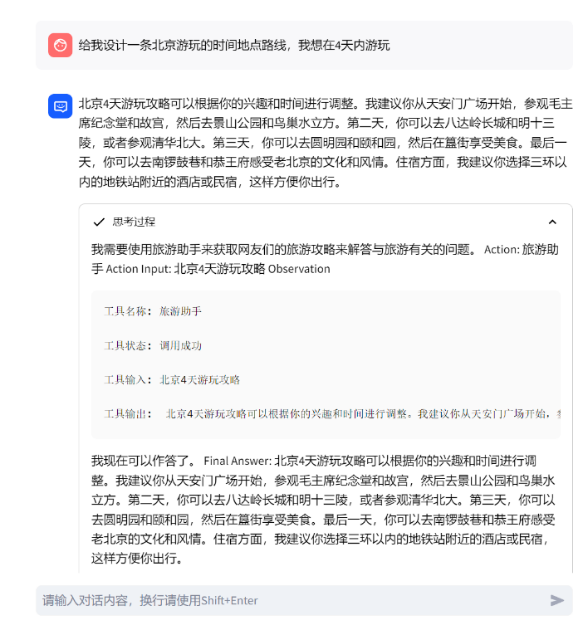 给我设计一条北京游玩的时间地点路线，我想在4天内游玩
北京4天游玩攻略可以根据你的兴趣和时间进行调整。我建议你从天安门广场开始，参观毛主
席纪念堂和故宫，然后去景山公园和鸟巢水立方。第二天，你可以去八达岭长城和明十三
陵，或者参观清华北大。第三天，你可以去圆明园和颐和园，然后在簋街享受美食。最后一
天，你可以去南锣鼓巷和恭王府感受老北京的文化和风情。住宿方面，我建议你选择三环以
内的地铁站附近的酒店或民宿，这样方便你出行。
思考过程
我需要使用旅游助手来获取网友们的旅游攻略来解答与旅游有关的问题。 Action: 旅游助
手 Action Input: 北京4天游玩攻略 Observation
工具名称: 旅游助手
工具状态: 调用成功
工具输入: 北京4天游玩攻略
工具输出: 北京4天游玩攻略可以根据你的兴趣和时间进行调整。我建议你从天安门广场开始，
我现在可以作答了。 Final Answer: 北京4天游玩攻略可以根据你的兴趣和时间进行调
整。我建议你从天安门广场开始，参观毛主席纪念堂和故宫，然后去景山公园和鸟巢水
立方。第二天，你可以去八达岭长城和明十三陵，或者参观清华北大。第三天，你可以
去圆明园和颐和园，然后在簋街享受美食。最后一天，你可以去南锣鼓巷和恭王府感受
老北京的文化和风情。住宿方面，我建议你选择三环以内的地铁站附近的酒店或民宿，
这样方便你出行。
请输入对话内容，换行请使用Shift+Enter